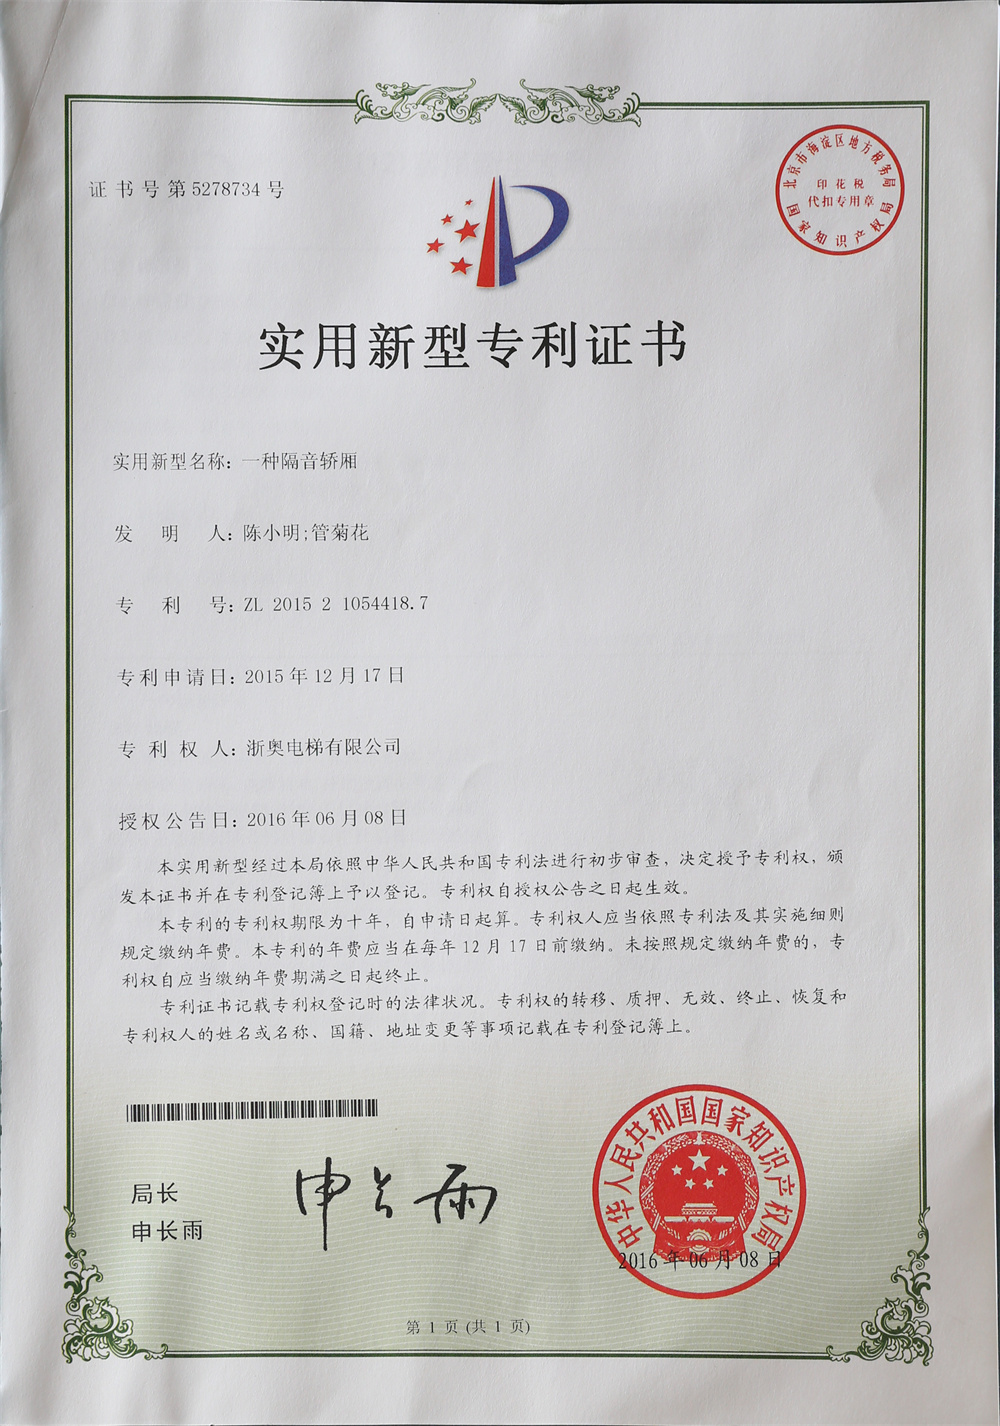 证书号第5278734号
北京市海淀区地方税务局
印花税
代扣专用章
国家知识产权局
实用新型专利证书
实用新型名称：一种隔音轿厢
发明人：陈小明;管菊花
专利号：ZL 2015 2 1054418.7
专利申请日：2015年12月17日
专利权人：浙奥电梯有限公司
授权公告日：2016年06月08日
本实用新型经过本局依照中华人民共和国专利法进行初步审查，决定授予专利权，颁
发本证书并在专利登记簿上予以登记。专利权自授权公告之日起生效。
本专利的专利权期限为十年，自申请日起算。专利权人应当依照专利法及其实施细则
规定缴纳年费。本专利的年费应当在每年12月17日前缴纳。未按照规定缴纳年费的，专
利权自应当缴纳年费期满之日起终止。
专利证书记载专利权登记时的法律状况。专利权的转移、质押、无效、终止、恢复和
专利权人的姓名或名称、国籍、地址变更等事项记载在专利登记簿上。
局长
申长雨
申长雨
中华人民共和国国家知识产权局
2016年06月08日
第1页(共1页)